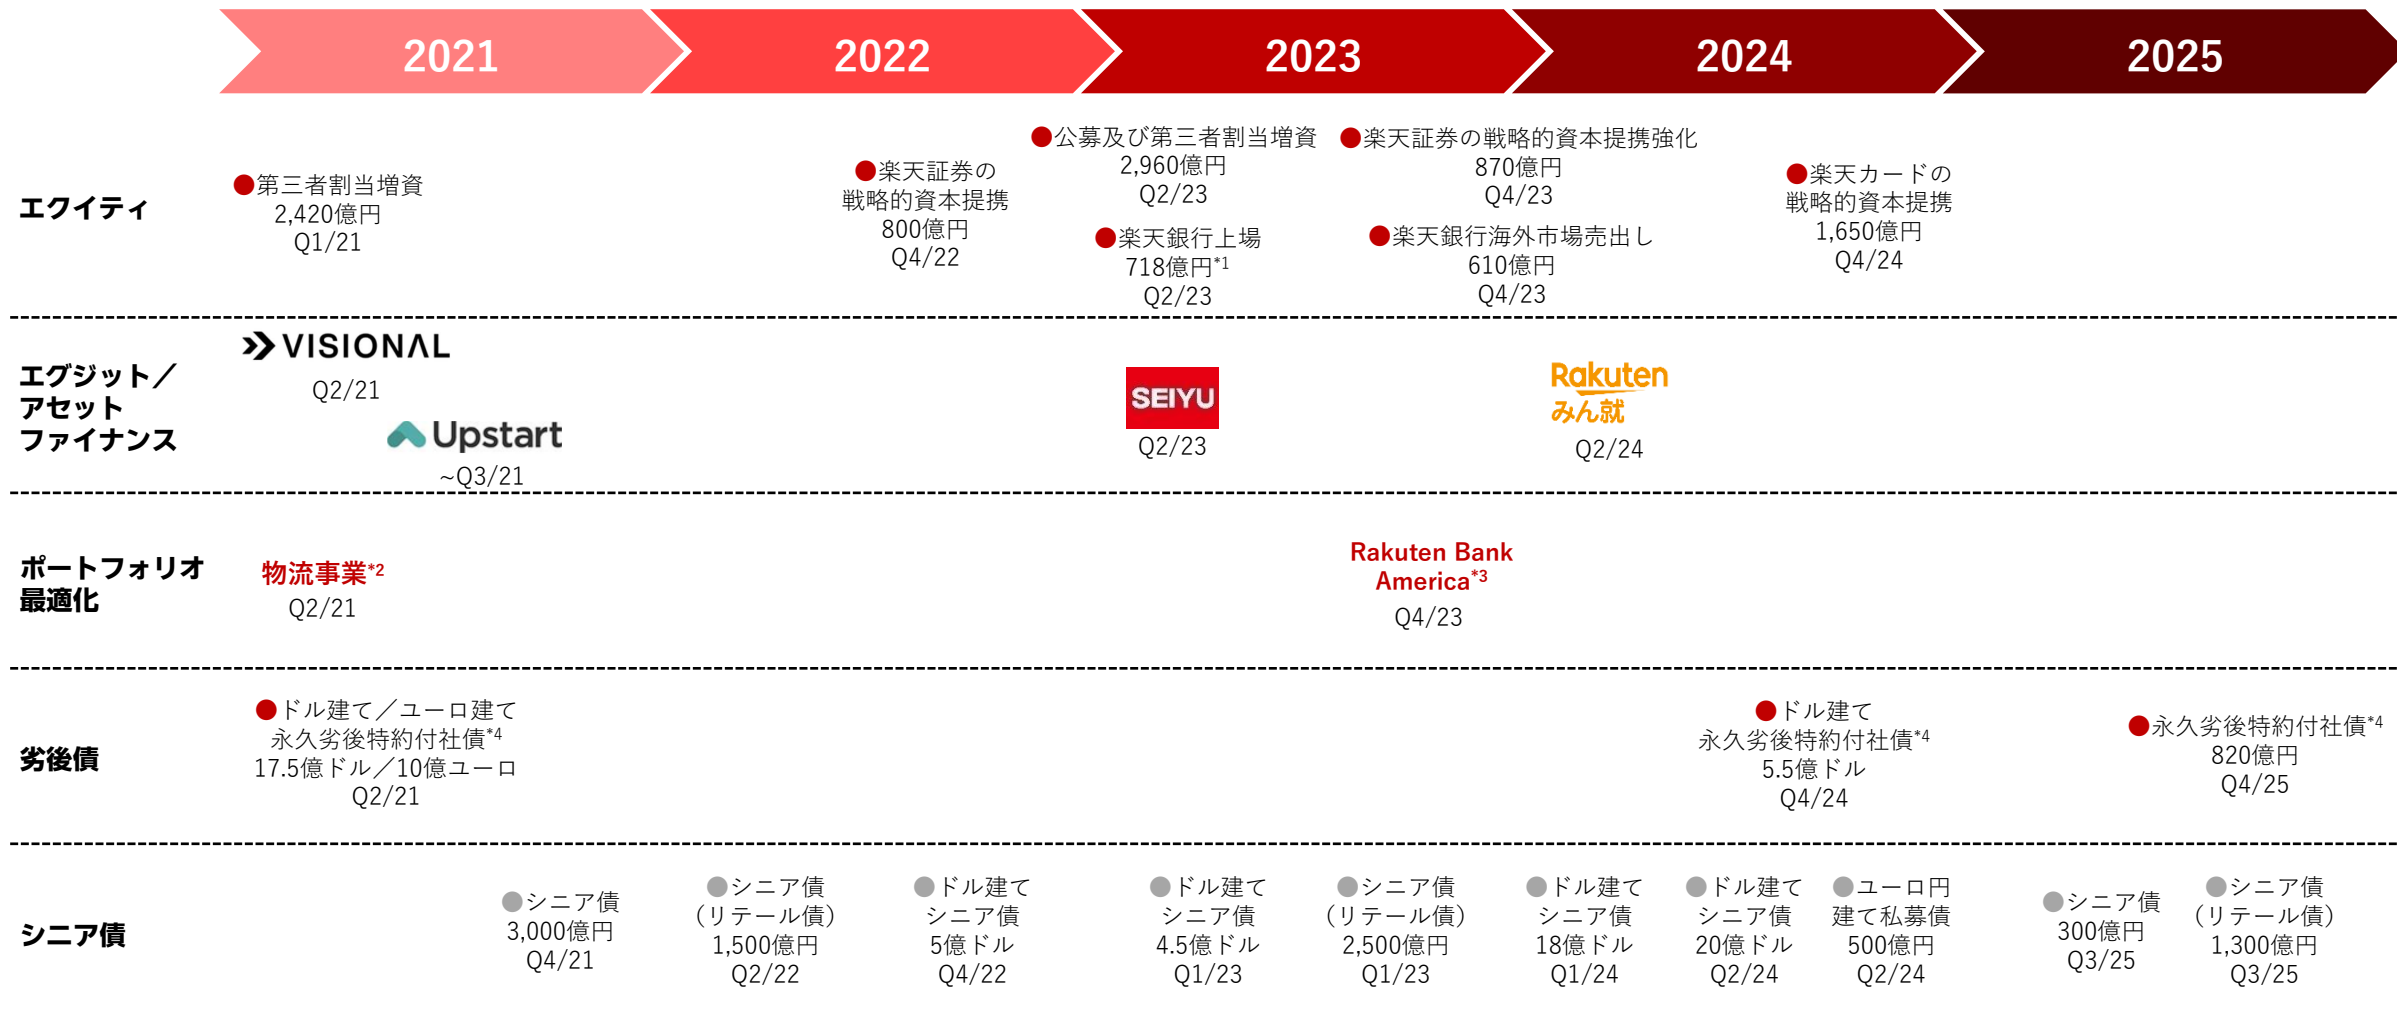 2021
2022
2023
2024
2025
エクイティ
●第三者割当増資
2,420億円
Q1/21
●楽天証券の
戦略的資本提携
800億円
Q4/22
●公募及び第三者割当増資
2,960億円
Q2/23
●楽天銀行上場
718億円*1
Q2/23
●楽天証券の戦略的資本提携強化
870億円
Q4/23
●楽天銀行海外市場売出し
610億円
Q4/23
●楽天カードの
戦略的資本提携
1,650億円
Q4/24
エグジット／
アセット
ファイナンス
VISIONAL
Q2/21
Upstart
~Q3/21
SEIYU
Q2/23
Rakuten
みん就
Q2/24
ポートフォリオ
最適化
物流事業*2
Q2/21
Rakuten Bank
America*3
Q4/23
劣後債
●ドル建て／ユーロ建て
永久劣後特約付社債*4
17.5億ドル／10億ユーロ
Q2/21
●ドル建て
永久劣後特約付社債*4
5.5億ドル
Q4/24
●永久劣後特約付社債*4
820億円
Q4/25
シニア債
●シニア債
3,000億円
Q4/21
●シニア債
（リテール債）
1,500億円
Q2/22
●ドル建て
シニア債
5億ドル
Q4/22
●ドル建て
シニア債
4.5億ドル
Q1/23
●シニア債
（リテール債）
2,500億円
Q1/23
●ドル建て
シニア債
18億ドル
Q1/24
●ドル建て
シニア債
20億ドル
Q2/24
●ユーロ円
建て私募債
500億円
Q2/24
●シニア債
300億円
Q3/25
●シニア債
（リテール債）
1,300億円
Q3/25